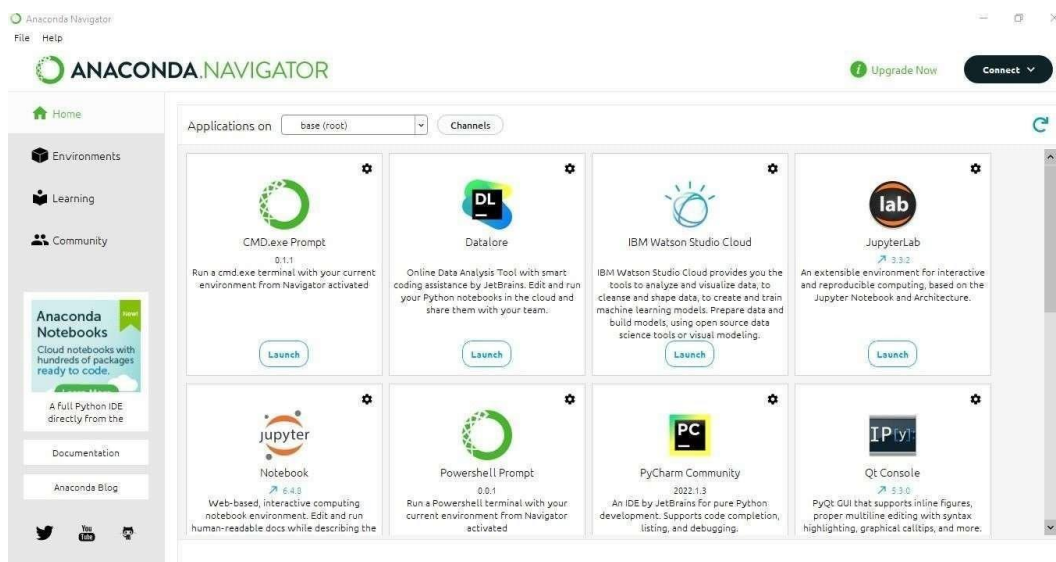 Anaconda Navigator
File Help
ANACONDA.NAVIGATOR
Upgrade Now
Connect
Home
Environments
Learning
Community
Anaconda
Notebooks
New!
Cloud notebooks with
hundreds of packages
ready to code.
Learn More
A full Python IDE
directly from the
Documentation
Anaconda Blog
You
Tube
Applications on base (root) Channels
CMD.exe Prompt
0.1.1
Run a cmd.exe terminal with your current
environment from Navigator activated
Launch
DL
Datalore
Online Data Analysis Tool with smart
coding assistance by JetBrains. Edit and run
your Python notebooks in the cloud and
share them with your team.
Launch
IBM Watson Studio Cloud
IBM Watson Studio Cloud provides you the
tools to analyze and visualize data, to
cleanse and shape data, to create and train
machine learning models. Prepare data and
build models, using open source data
science tools or visual modeling.
Launch
lab
JupyterLab
3.3.2
An extensible environment for interactive
and reproducible computing, based on the
Jupyter Notebook and Architecture.
Launch
jupyter
Notebook
6.4.8
Web-based, interactive computing
notebook environment. Edit and run
human-readable docs while describing the
Powershell Prompt
0.0.1
Run a Powershell terminal with your
current environment from Navigator
activated
PC
PyCharm Community
2022.1.3
An IDE by JetBrains for pure Python
development. Supports code completion,
listing, and debugging.
IP[y]:
Qt Console
5.3.0
PyQt GUI that supports inline figures,
proper multiline editing with syntax
highlighting, graphical calltips, and more.